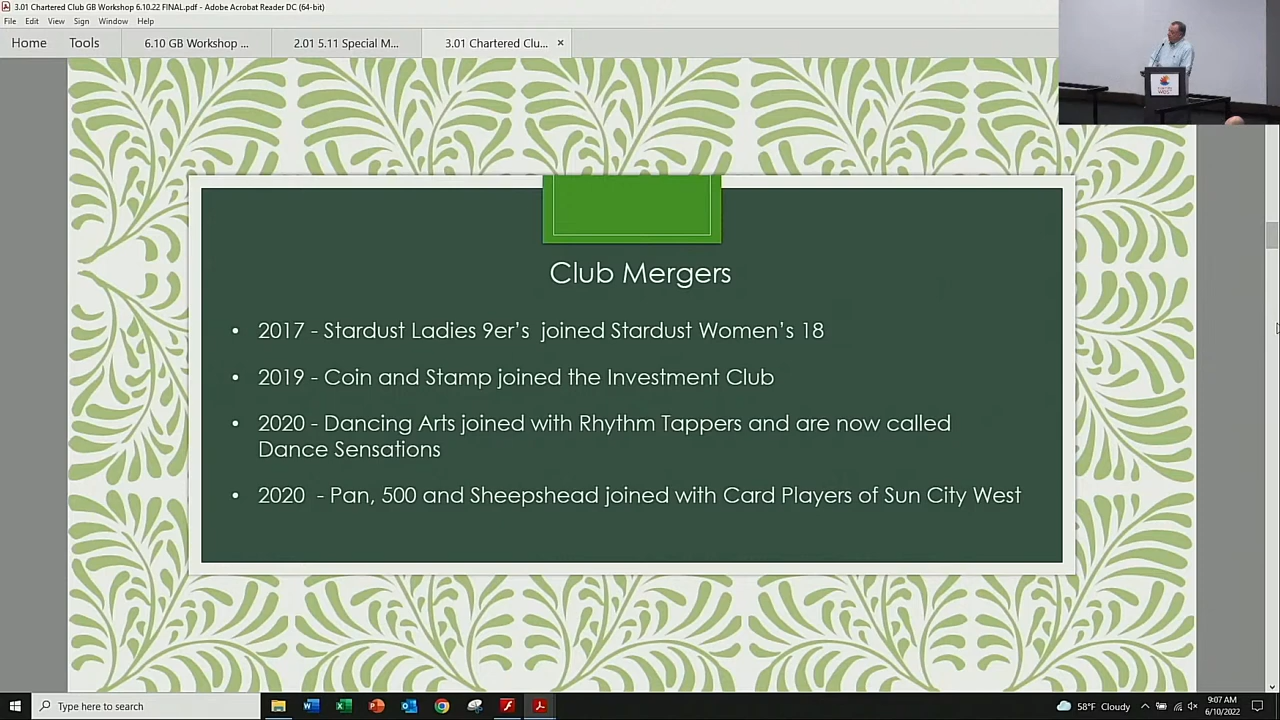 3.01 Chartered Club GB Workshop 6.10.22 FINAL.pdf - Adobe Acrobat Reader DC (64-bit)
File Edit View Sign Window Help
Home Tools 6.10 GB Workshop ... 2.01 5.11 Special M... 3.01 Chartered Clu... ×
Club Mergers
• 2017 - Stardust Ladies 9er’s joined Stardust Women’s 18
• 2019 - Coin and Stamp joined the Investment Club
• 2020 - Dancing Arts joined with Rhythm Tappers and are now called
Dance Sensations
• 2020 - Pan, 500 and Sheepshead joined with Card Players of Sun City West
Type here to search
58°F Cloudy
9:07 AM
6/10/2022